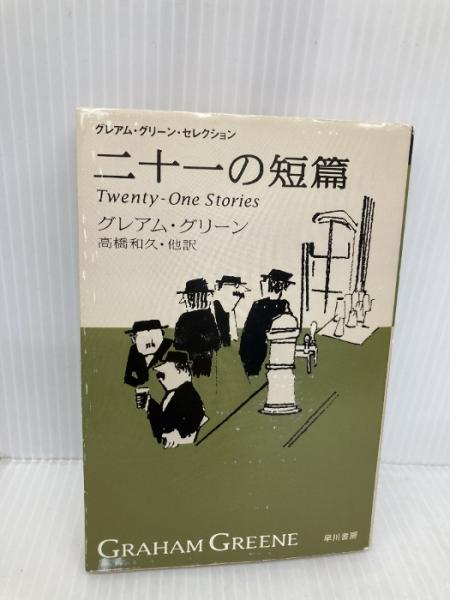 グレアム・グリーン・セレクション
二十一の短篇
Twenty-One Stories
グレアム・グリーン
高橋和久・他訳
GRAHAM GREENE
早川書房